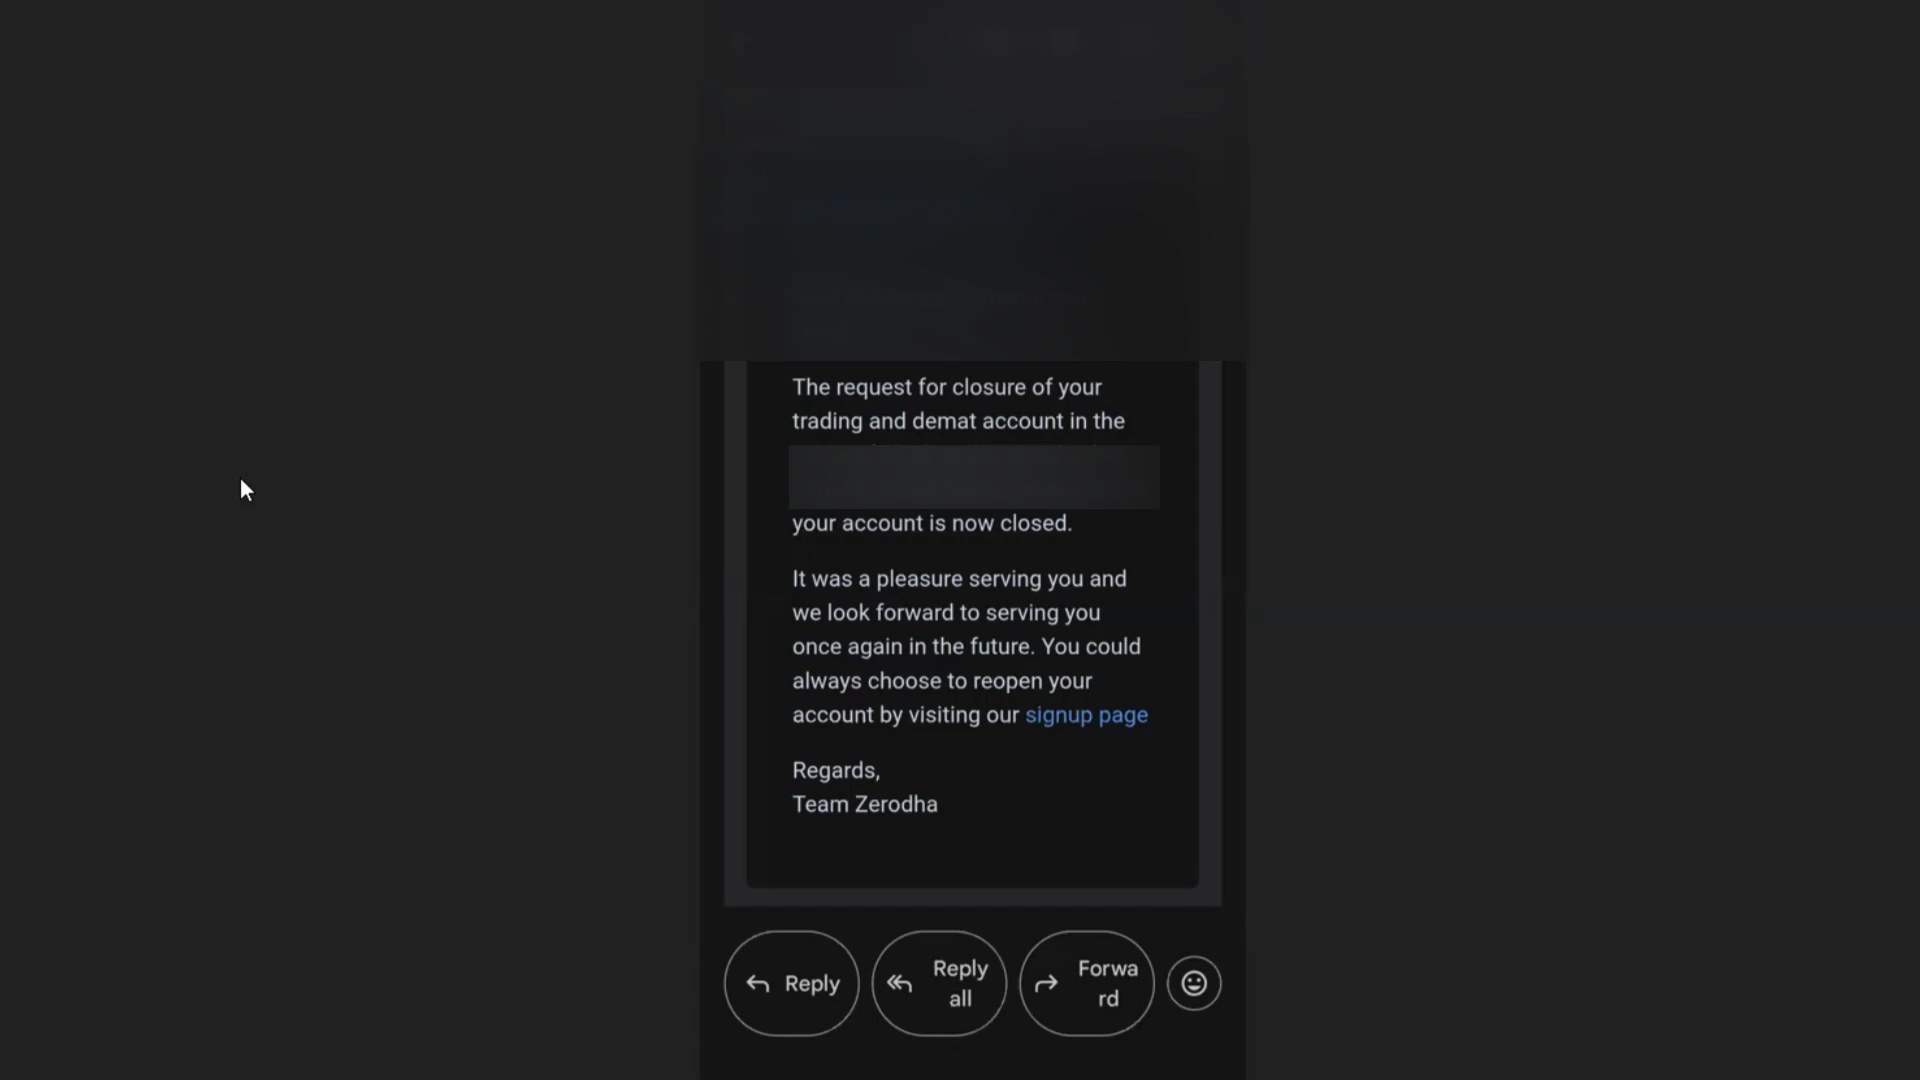 The request for closure of your
trading and demat account in the
your account is now closed.
It was a pleasure serving you and
we look forward to serving you
once again in the future. You could
always choose to reopen your
account by visiting our signup page
Regards,
Team Zerodha
Reply
Reply
all
Forwa
rd